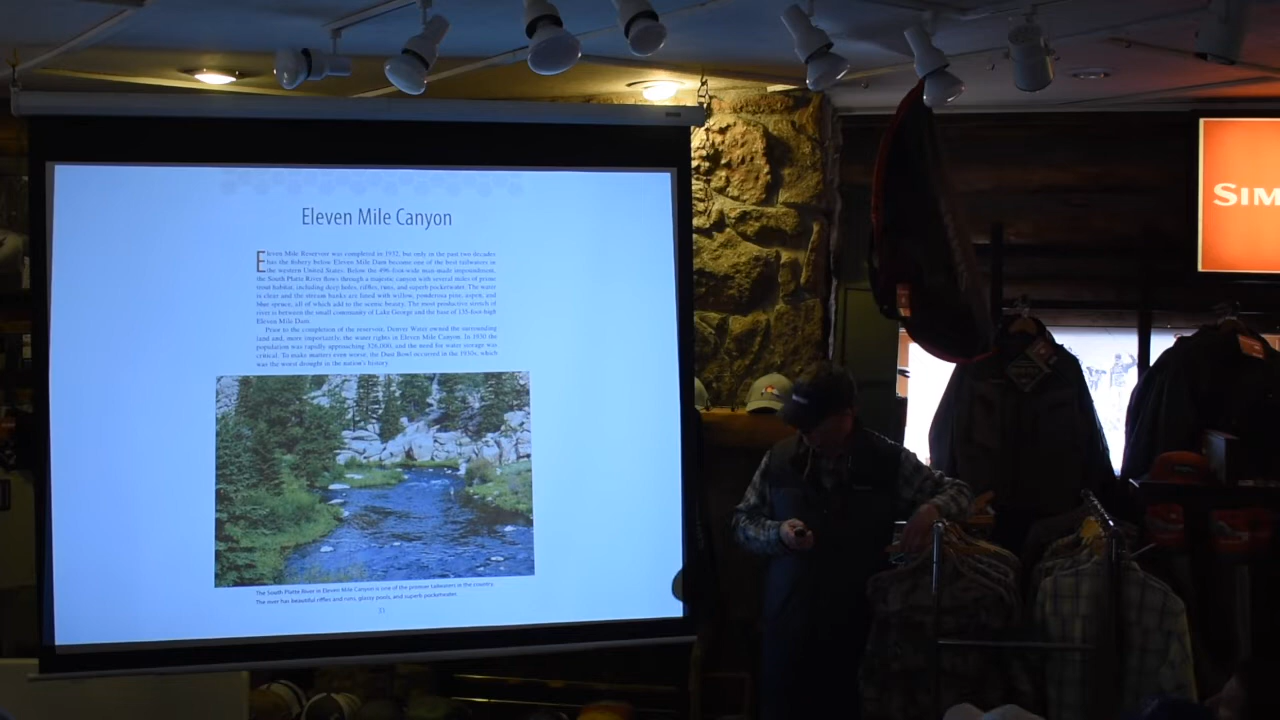 Eleven Mile Canyon
Eleven Mile Reservoir was completed in 1932, but only in the past two decades
has the fishery below Eleven Mile Dam become one of the best tailwaters in
the western United States. Below the -foot-wide man-made impoundment,
the South Platte River flows through a majestic canyon with several miles of prime
trout habitat, including deep holes, riffles, runs, and superb pocketwater. The water
is clear and the stream banks are lined with willow, ponderosa pine, aspen, and
blue spruce, all of which add to the scenic beauty. The most productive stretch of
river is between the small community of Lake George and the base of 135-foot-high
Eleven Mile Dam.
Prior to the completion of the reservoir, Denver Water owned the surrounding
land and, more importantly, the water rights in Eleven Mile Canyon. In 1930 the
population was rapidly approaching , and the need for water storage was
critical. To make matters even worse, the Dust Bowl occurred in the 1930s, which
was the worst drought in the nation's history.
The South Platte River in Eleven Mile Canyon is one of the premier tailwaters in the country.
The river has beautiful riffles and runs, glassy pools, and superb pocketwater.
SIM